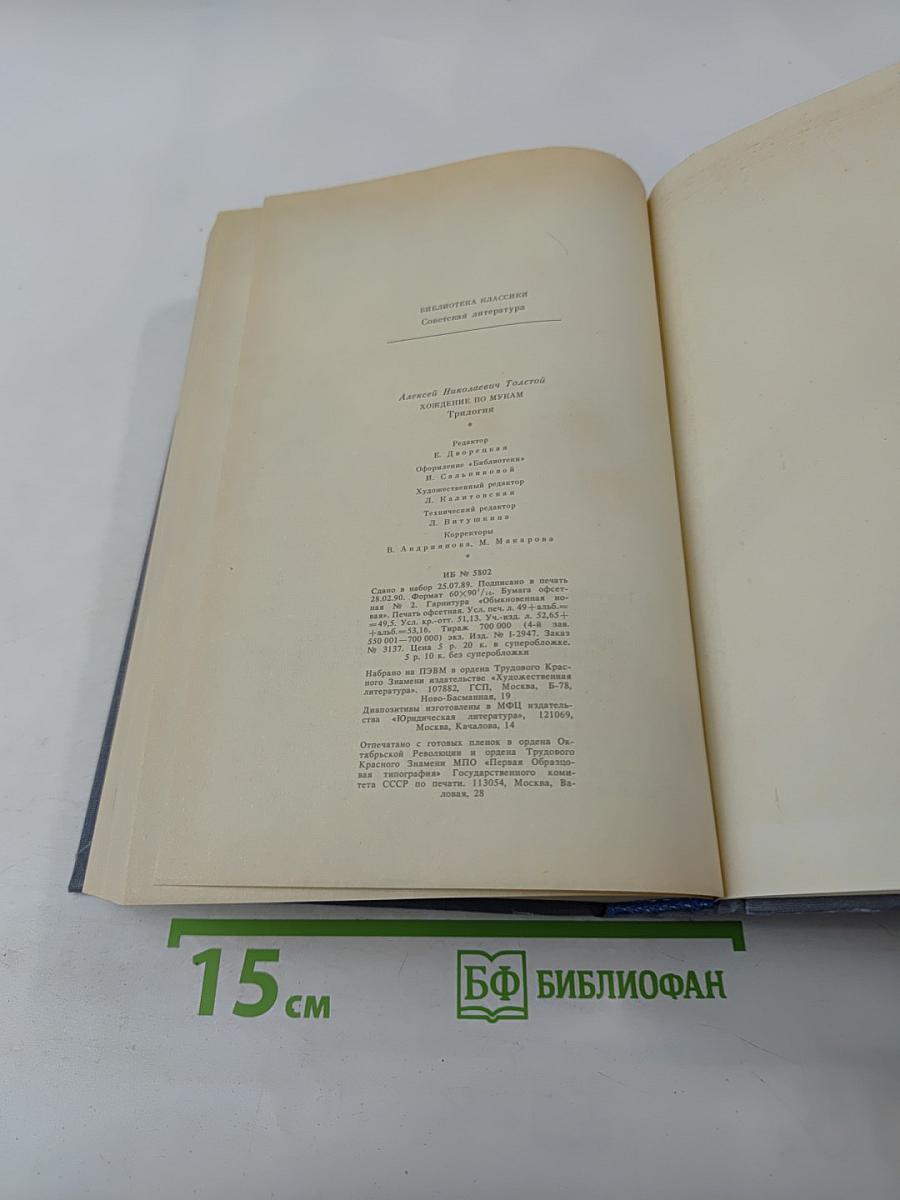 БИБЛИОТЕКА КЛАССИКИ
Советская литература
Алексей Николаевич Толстой
ХОЖДЕНИЕ ПО МУКАМ
Трилогия
*
Редактор
Е. Дворецкая
Оформление «Библиотеки»
И. Сальниковой
Художественный редактор
Л. Калитовская
Технический редактор
Л. Витушкина
Корректоры
В. Андриянова, М. Макарова
*
ИБ № 5802
Сдано в набор 25.07.89. Подписано в печать
28.02.90. Формат 60×90¹/₁₆. Бумага офсет-
ная № 2. Гарнитура «Обыкновенная но-
вая». Печать офсетная. Усл. печ. л. 49+альб.=
=49,5. Усл. кр.-отт. 51,13. Уч.-изд. л. 52,65+
+альб.=53,16. Тираж 700 000 (4-й зав.
550 001—700 000) экз. Изд. № I-2947. Заказ
№ 3137. Цена 5 р. 20 к. в суперобложке.
5 р. 10 к. без суперобложки
Набрано на ПЭВМ в ордена Трудового Крас-
ного Знамени издательстве «Художественная
литература». 107882, ГСП, Москва, Б-78,
Ново-Басманная, 19
Диапозитивы изготовлены в МФЦ издатель-
ства «Юридическая литература», 121069,
Москва, Качалова, 14
Отпечатано с готовых пленок в ордена Ок-
тябрьской Революции и ордена Трудового
Красного Знамени МПО «Первая Образцо-
вая типография» Государственного коми-
тета СССР по печати. 113054, Москва, Ва-
ловая, 28
15 см
БФ БИБЛИОФАН